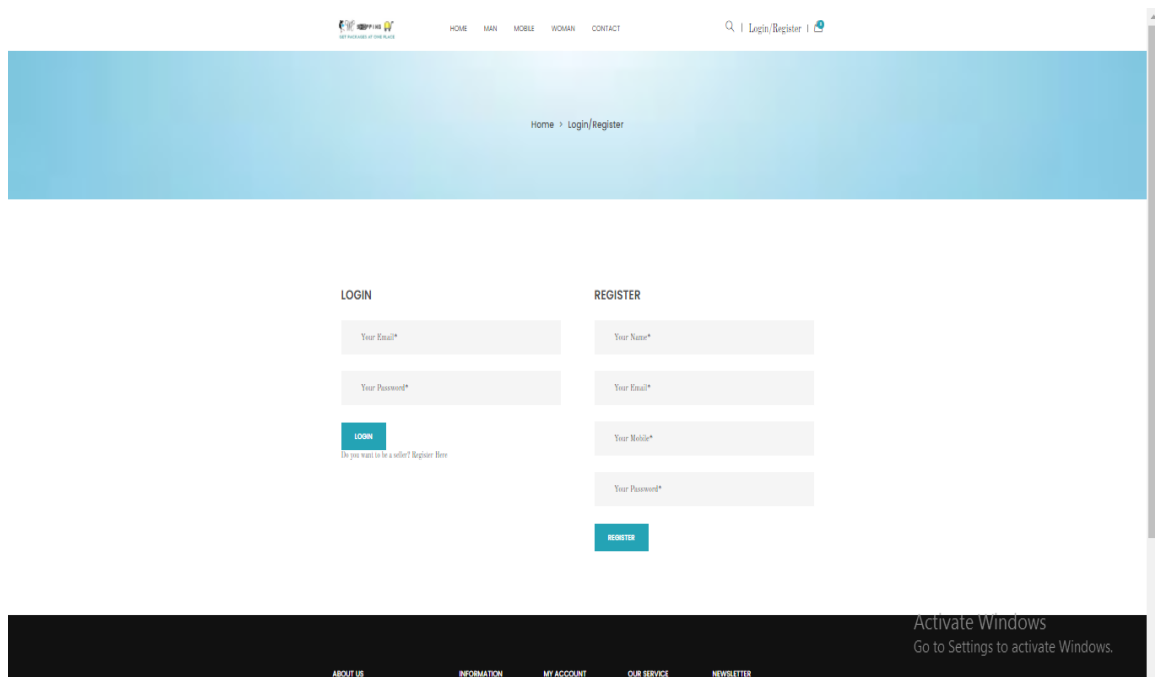 GET PACKAGES AT ONE PLACE
HOME MAN MOBILE WOMAN CONTACT
| Login/Register |
Home > Login/Register
LOGIN
Your Email*
Your Password*
LOGIN
Do you want to be a seller? Register Here
REGISTER
Your Name*
Your Email*
Your Mobile*
Your Password*
REGISTER
Activate Windows
Go to Settings to activate Windows.
ABOUT US INFORMATION MY ACCOUNT OUR SERVICE NEWSLETTER